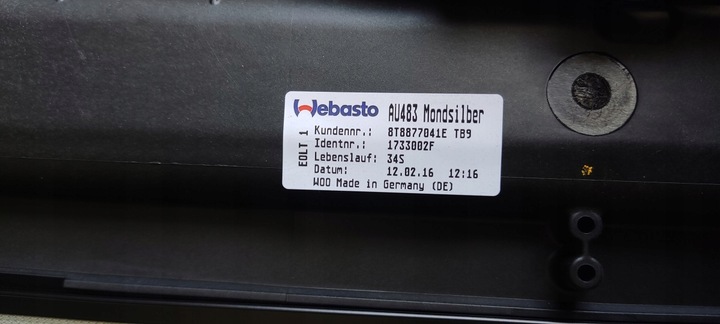 Webasto AU483 Mondsilber
EOLT 1
Kundennr.: 8T8877041E TB9
Identnr.: 1733002F
Lebenslauf: 34S
Datum: 12.02.16 12:16
WOO Made in Germany (DE)